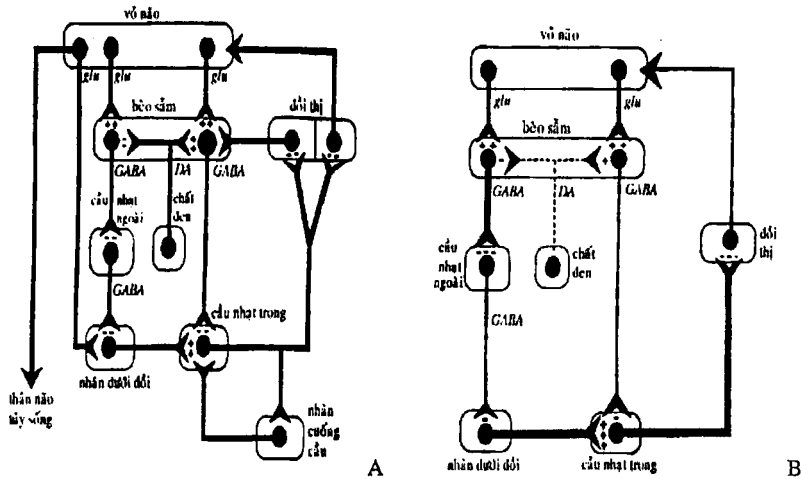 vỏ não
glu
glu
glu
bèo sẫm
đồi thị
GABA
DA
GABA
cầu nhạt
ngoài
chất
đen
GABA
cầu nhạt trong
nhân dưới đồi
thân não
tủy sống
nhân
cuống
cầu
A
vỏ não
glu
glu
bèo sẫm
GABA
DA
GABA
cầu
nhạt
ngoài
chất
đen
đồi
thị
GABA
nhân dưới đồi
cầu nhạt trong
B